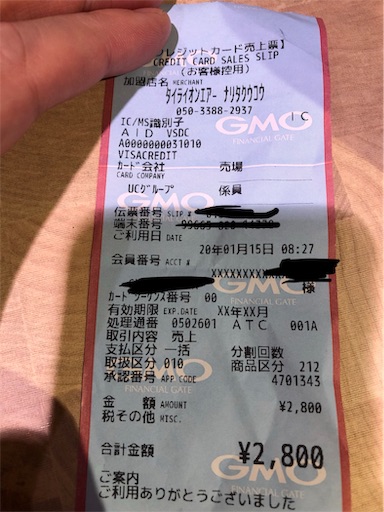 クレジットカード売上票】
CREDIT CARD SALES SLIP
(お客様控用)
加盟店名 MERCHANT
タイライオンエアー ナリタクウコウ
050-3388-2937
IC/MS識別子 IC
AID VSDC
A0000000031010
VISACREDIT
カード会社 売場
CARD COMPANY
UCグループ 係員
伝票番号 SLIP #
端末番号
ご利用日 DATE
20年01月15日 08:27
会員番号 ACCT #
XXXXXXXXXX
様
カードシーケンス番号 00
有効期限 EXP.DATE XX年XX月
処理通番 0502601 ATC 001A
取引内容 売上
支払区分 一括 分割回数
取扱区分 010 商品区分 212
承認番号 APP CODE 4701343
金 額 AMOUNT ¥2,800
税その他 MISC.
合計金額 ¥2,800
ご案内
ご利用ありがとうございました
GMO
FINANCIAL GATE
GMO
GMO
FINANCIAL GATE
GMO
GMO
FINANCIAL GATE